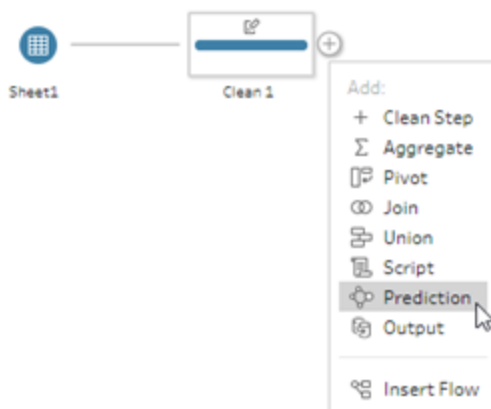 Sheet1
Clean 1
Add:
Clean Step
Aggregate
Pivot
Join
Union
Script
Prediction
Output
Insert Flow